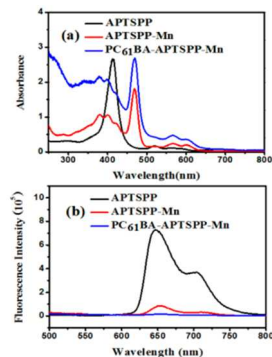 (a)
APTSPP
APTSPP-Mn
PC61BA-APTSPP-Mn
Absorbance
3
2
1
0
300 400 500 600 700 800
Wavelength(nm)
(b)
APTSPP
APTSPP-Mn
PC61BA-APTSPP-Mn
Fluorescence Intensity (10^5)
8
6
4
2
0
500 550 600 650 700 750 800
Wavelength (nm)